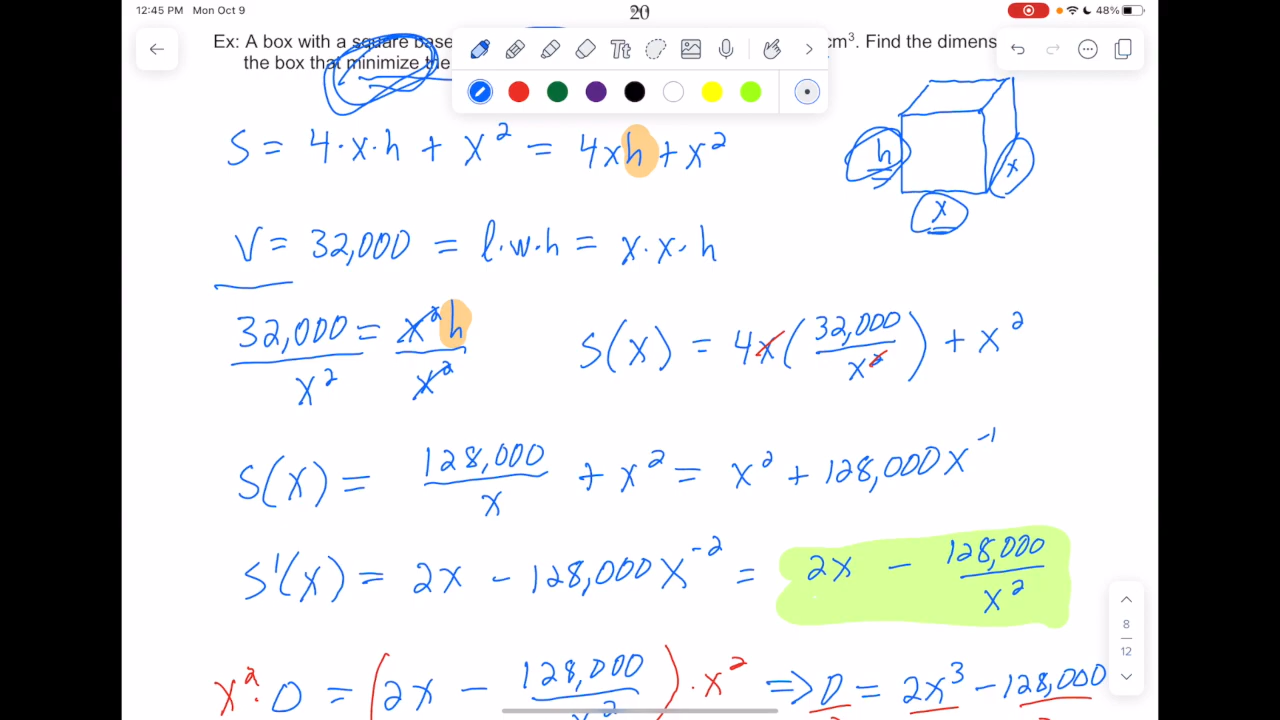 12:45 PM Mon Oct 9
20
48%
Ex: A box with a square base cm³. Find the dimens
the box that minimize the
Tt
S = 4·x·h + x² = 4xh + x²
h
x
x
V = 32,000 = l·w·h = x·x·h
32,000/x² = x²h/x²
S(x) = 4x(32,000/x²) + x²
S(x) = 128,000/x + x² = x² + 128,000x⁻¹
S'(x) = 2x − 128,000x⁻² = 2x − 128,000/x²
8
12
x²·0 = (2x − 128,000/x²)·x² => 0 = 2x³ − 128,000